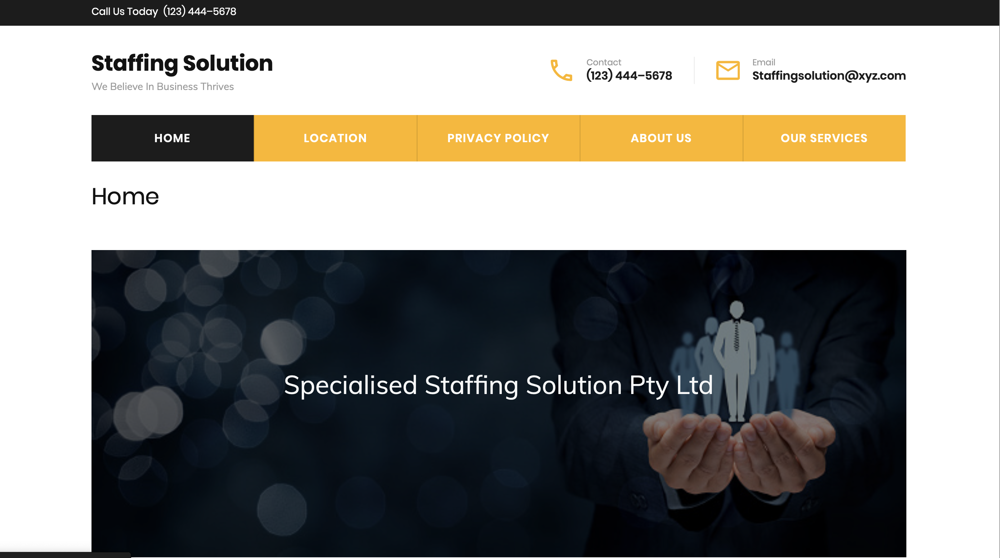 Call Us Today (123) 444–5678
Staffing Solution
We Believe In Business Thrives
Contact
(123) 444–5678
Email
Staffingsolution@xyz.com
HOME
LOCATION
PRIVACY POLICY
ABOUT US
OUR SERVICES
Home
Specialised Staffing Solution Pty Ltd